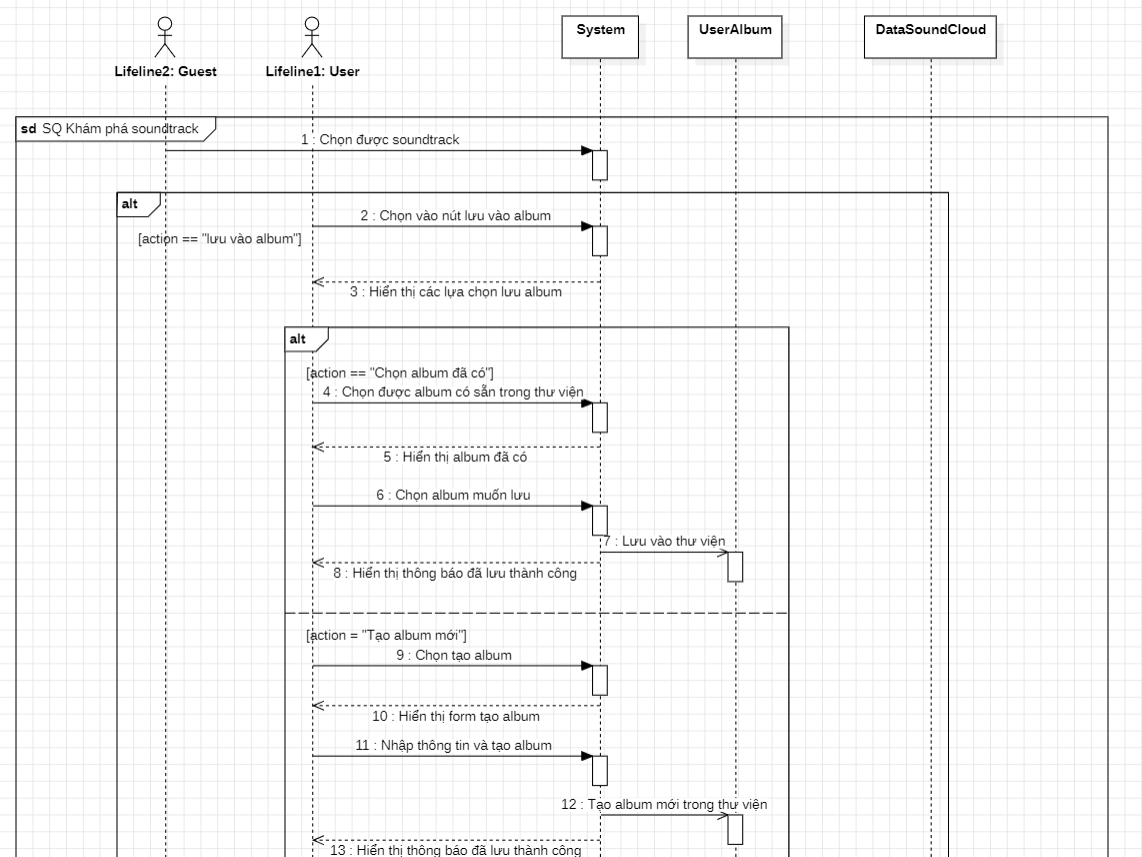 System
UserAlbum
DataSoundCloud
Lifeline2: Guest
Lifeline1: User
sd SQ Khám phá soundtrack
1 : Chọn được soundtrack
alt
2 : Chọn vào nút lưu vào album
[action == "lưu vào album"]
3 : Hiển thị các lựa chọn lưu album
alt
[action == "Chọn album đã có"]
4 : Chọn được album có sẵn trong thư viện
5 : Hiển thị album đã có
6 : Chọn album muốn lưu
7 : Lưu vào thư viện
8 : Hiển thị thông báo đã lưu thành công
[action = "Tạo album mới"]
9 : Chọn tạo album
10 : Hiển thị form tạo album
11 : Nhập thông tin và tạo album
12 : Tạo album mới trong thư viện
13 : Hiển thị thông báo đã lưu thành công